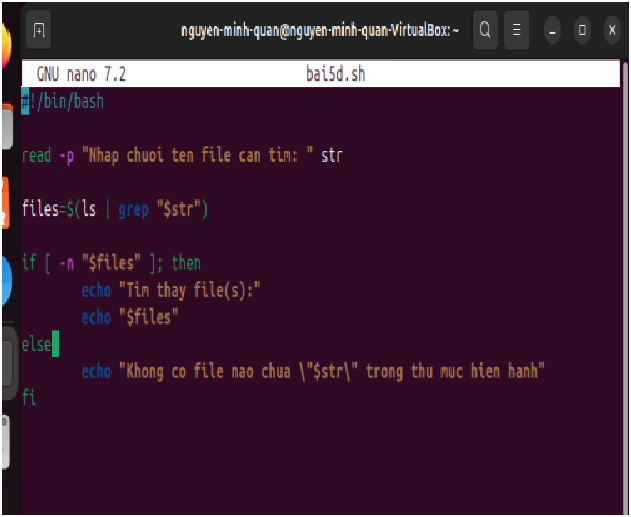 nguyen-minh-quan@nguyen-minh-quan-VirtualBox: ~
GNU nano 7.2 bai5d.sh
#!/bin/bash
read -p "Nhap chuoi ten file can tim: " str
files=$(ls | grep "$str")
if [ -n "$files" ]; then
echo "Tim thay file(s):"
echo "$files"
else
echo "Khong co file nao chua \"$str\" trong thu muc hien hanh"
fi